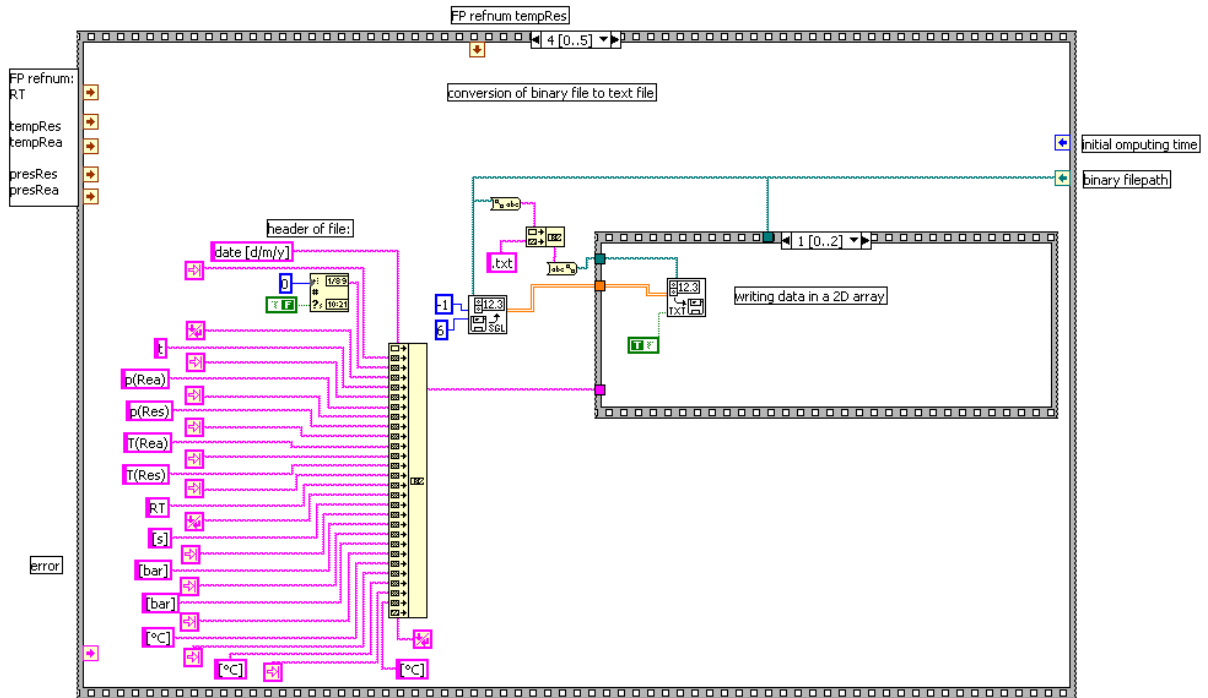 FP refnum tempRes
4 [0..5]
FP refnum:
RT
tempRes
tempRea
presRes
presRea
conversion of binary file to text file
initial omputing time
binary filepath
header of file:
date [d/m/y]
0
1/89
#
F
?: 10:21
abc
.txt
abc
1 [0..2]
12.3
TXT
writing data in a 2D array
T
-1
6
12.3
SGL
t
p(Rea)
p(Res)
T(Rea)
T(Res)
RT
[s]
[bar]
[bar]
[°C]
[°C]
[°C]
error